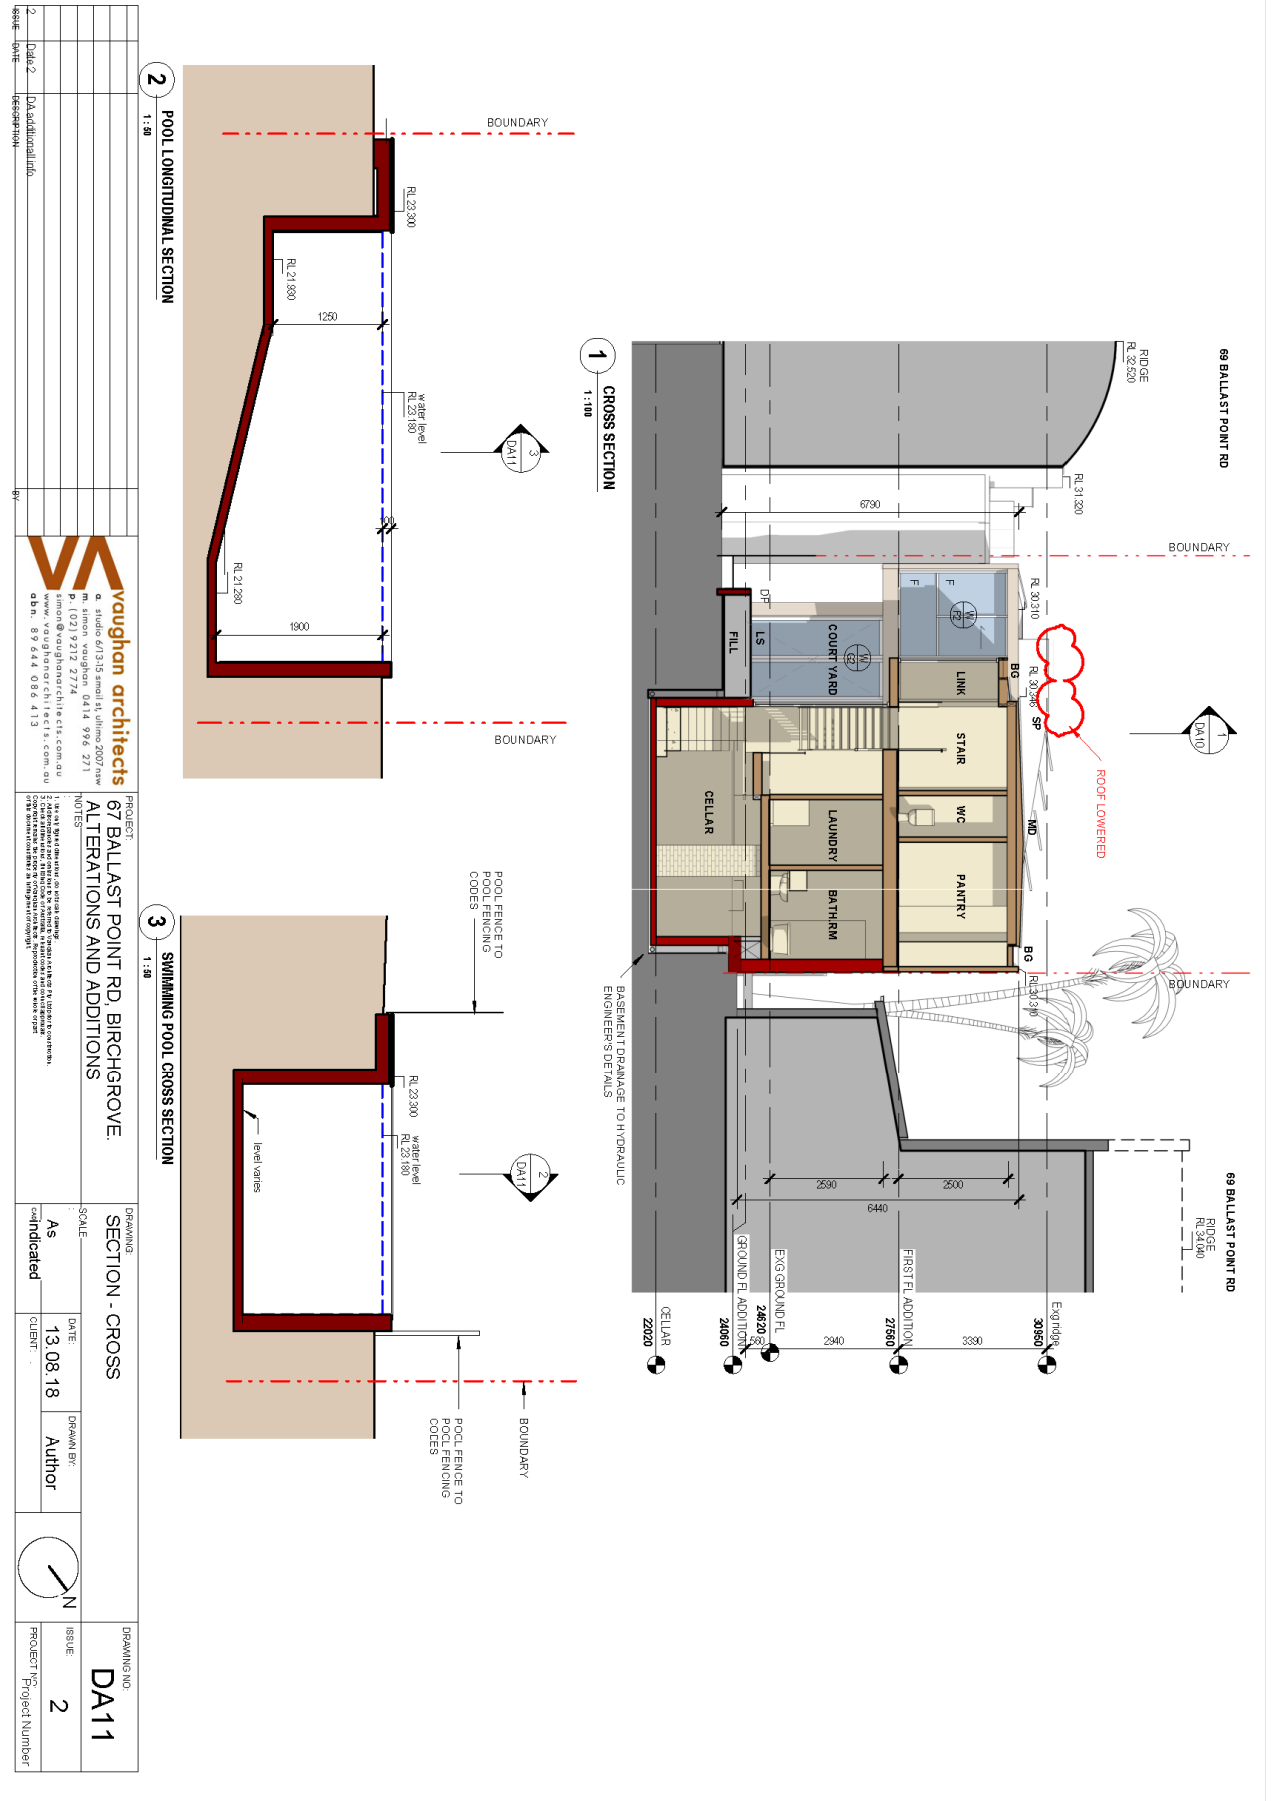 69 BALLAST POINT RD
RIDGE
RL 32.520
RL 31.320
6790
BOUNDARY
RL 30.310
RL 30.346
ROOF LOWERED
1
DA10
BG
SP
MD
BG
RL 30.310
BOUNDARY
69 BALLAST POINT RD
RIDGE
RL 34.040
F
F
W
F2
LINK
STAIR
WC
PANTRY
DP
LS
COURT YARD
W
G2
FILL
CELLAR
LAUNDRY
BATH.RM
2590
2500
6440
BASEMENT DRAINAGE TO HYDRAULIC
ENGINEER'S DETAILS
Exg ridge
30950
3390
FIRST FL ADDITION
27560
2940
EXG GROUND FL
24620
560
GROUND FL ADDITION
24060
CELLAR
22020
1
CROSS SECTION
1 : 100
BOUNDARY
RL 23.300
RL 21.930
1250
water level
RL 23.180
3
DA11
RL 21.280
1900
BOUNDARY
2
POOL LONGITUDINAL SECTION
1 : 50
POOL FENCE TO
POOL FENCING
CODES
RL 23.300
water level
RL 23.180
level varies
2
DA11
BOUNDARY
POOL FENCE TO
POOL FENCING
CODES
3
SWIMMING POOL CROSS SECTION
1 : 50
2
Date 2
DA additional info
ISSUE
DATE
DESCRIPTION
BY
vaughan architects
a. studio 6/13-15 smail st, ultimo 2007 nsw
m. simon vaughan 0414 996 271
p. (02) 9212 2774
simon@vaughanarchitects.com.au
www.vaughanarchitects.com.au
abn. 89 644 086 413
PROJECT:
67 BALLAST POINT RD, BIRCHGROVE.
ALTERATIONS AND ADDITIONS
NOTES
DRAWING:
SECTION - CROSS
SCALE
As
indicated
DATE:
13.08.18
DRAWN BY:
Author
CLIENT: .
N
DRAWING NO:
DA11
ISSUE:
2
PROJECT NO:
Project Number